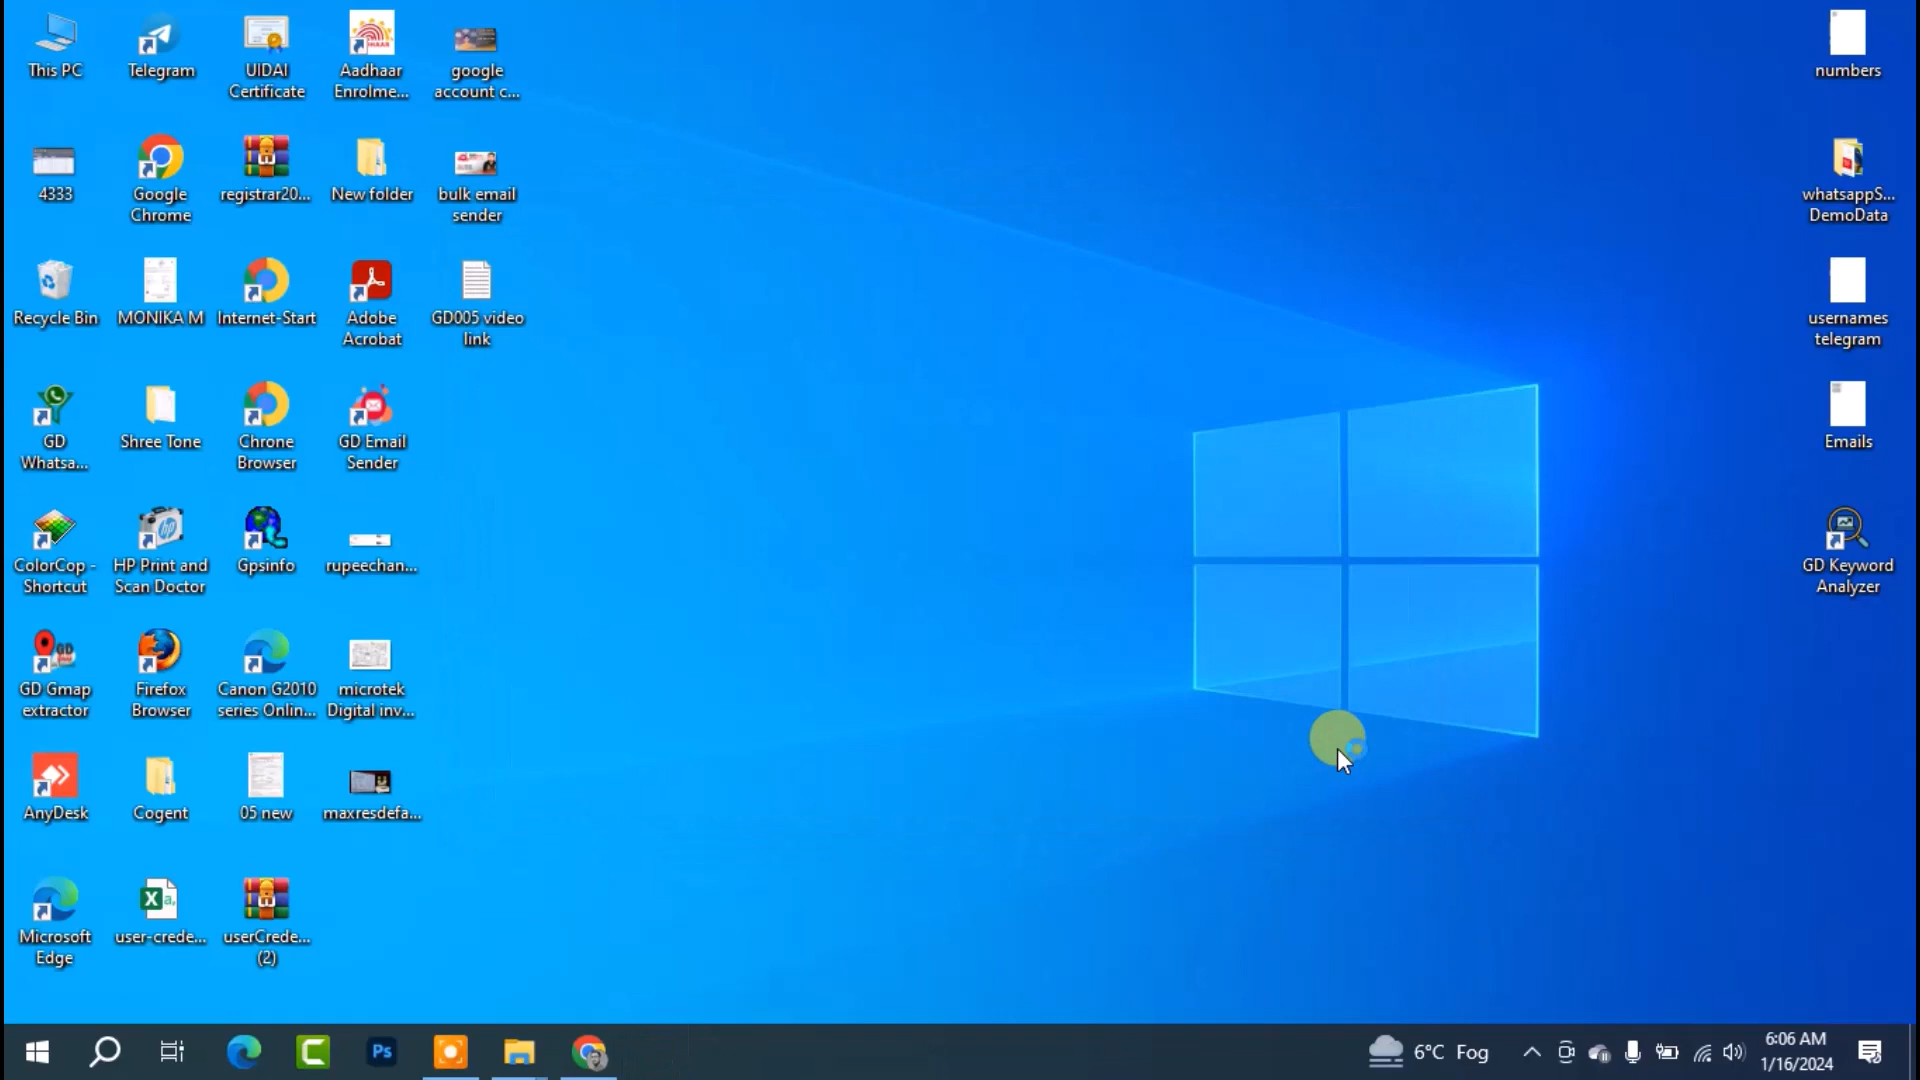 This PC
Telegram
UIDAI
Certificate
Aadhaar
Enrolme...
google
account c...
4333
Google
Chrome
registrar20...
New folder
bulk email
sender
Recycle Bin
MONIKA M
Internet-Start
Adobe
Acrobat
GD005 video
link
GD
Whatsa...
Shree Tone
Chrone
Browser
GD Email
Sender
ColorCop -
Shortcut
HP Print and
Scan Doctor
Gpsinfo
rupeechan...
GD Gmap
extractor
Firefox
Browser
Canon G2010
series Onlin...
microtek
Digital inv...
AnyDesk
Cogent
05 new
maxresdefa...
Microsoft
Edge
user-crede...
userCrede...
(2)
numbers
whatsappS...
DemoData
usernames
telegram
Emails
GD Keyword
Analyzer
Ps
6°C Fog
6:06 AM
1/16/2024